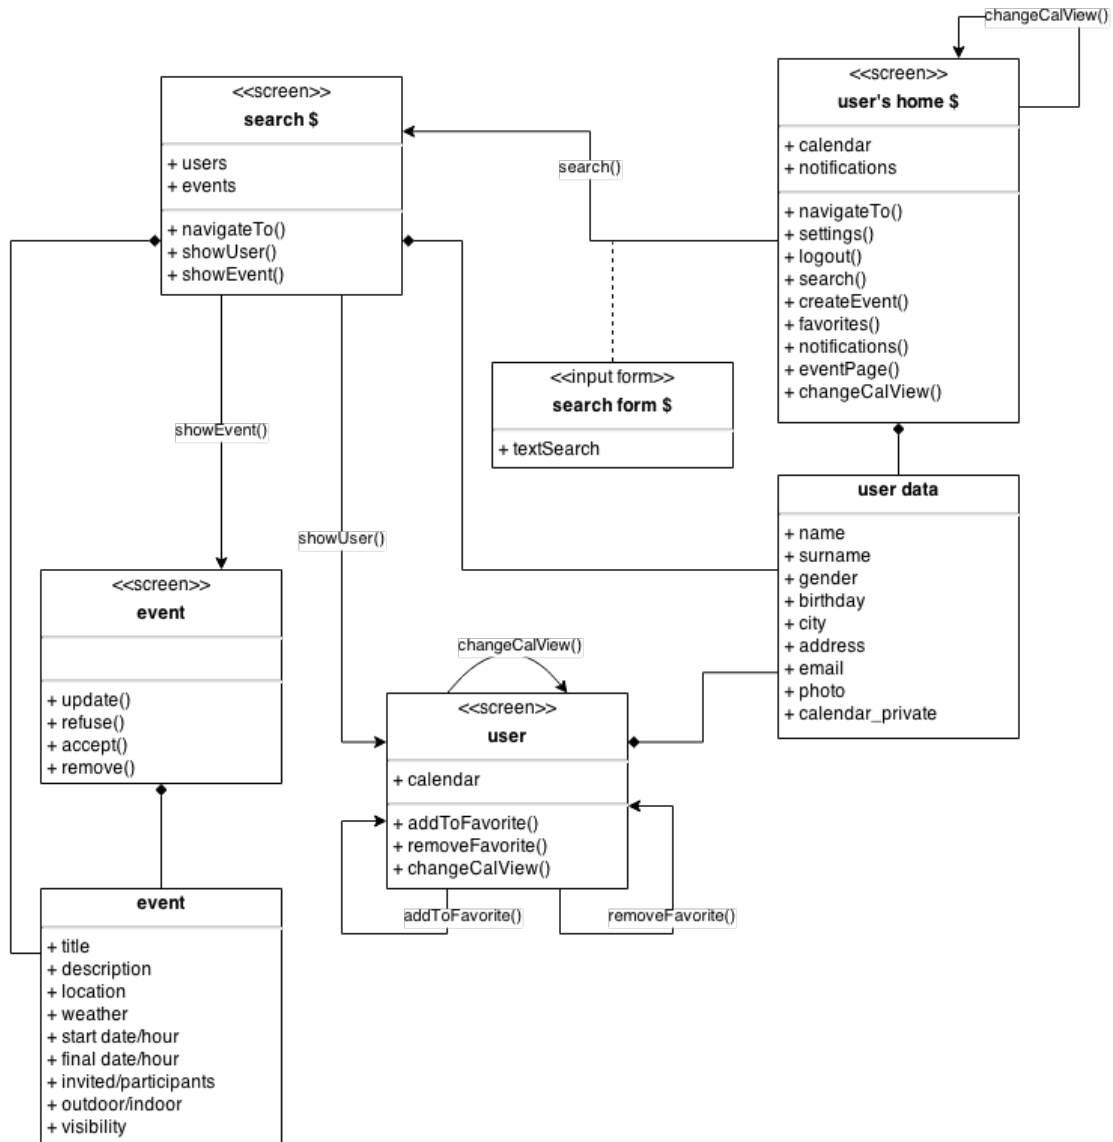 changeCalView()
<<screen>>
user's home $
+ calendar
+ notifications
+ navigateTo()
+ settings()
+ logout()
+ search()
+ createEvent()
+ favorites()
+ notifications()
+ eventPage()
+ changeCalView()
<<screen>>
search $
+ users
+ events
+ navigateTo()
+ showUser()
+ showEvent()
search()
<<input form>>
search form $
+ textSearch
showEvent()
showUser()
user data
+ name
+ surname
+ gender
+ birthday
+ city
+ address
+ email
+ photo
+ calendar_private
<<screen>>
event
+ update()
+ refuse()
+ accept()
+ remove()
changeCalView()
<<screen>>
user
+ calendar
+ addToFavorite()
+ removeFavorite()
+ changeCalView()
addToFavorite()
removeFavorite()
event
+ title
+ description
+ location
+ weather
+ start date/hour
+ final date/hour
+ invited/participants
+ outdoor/indoor
+ visibility